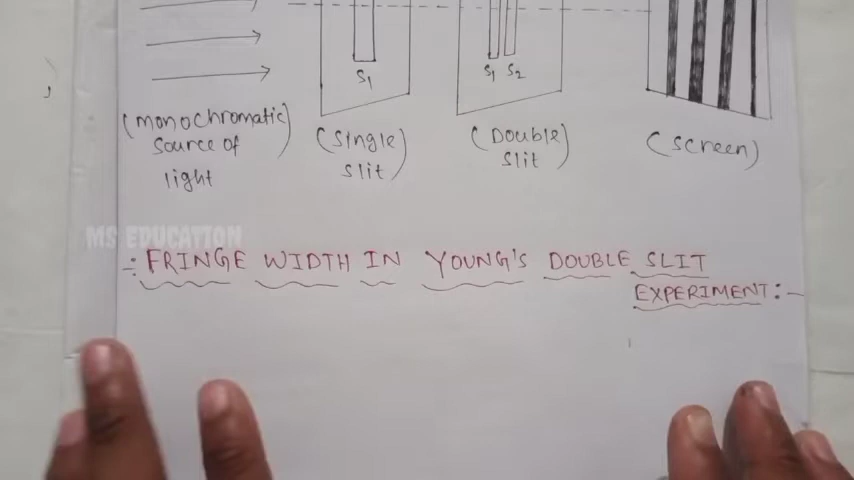 S1
S1 S2
(monochromatic)
Source of
light
(single)
slit
(Double)
slit
(screen)
MS EDUCATION
÷ FRINGE WIDTH IN YOUNG'S DOUBLE SLIT
EXPERIMENT:-